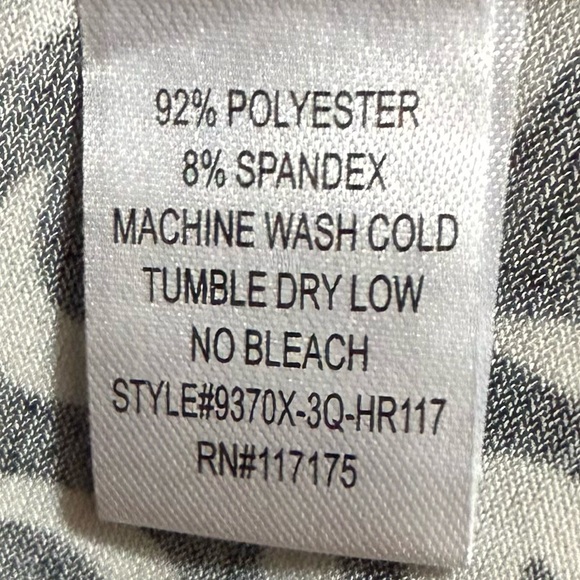 92% POLYESTER
8% SPANDEX
MACHINE WASH COLD
TUMBLE DRY LOW
NO BLEACH
STYLE#9370X-3Q-HR117
RN#117175